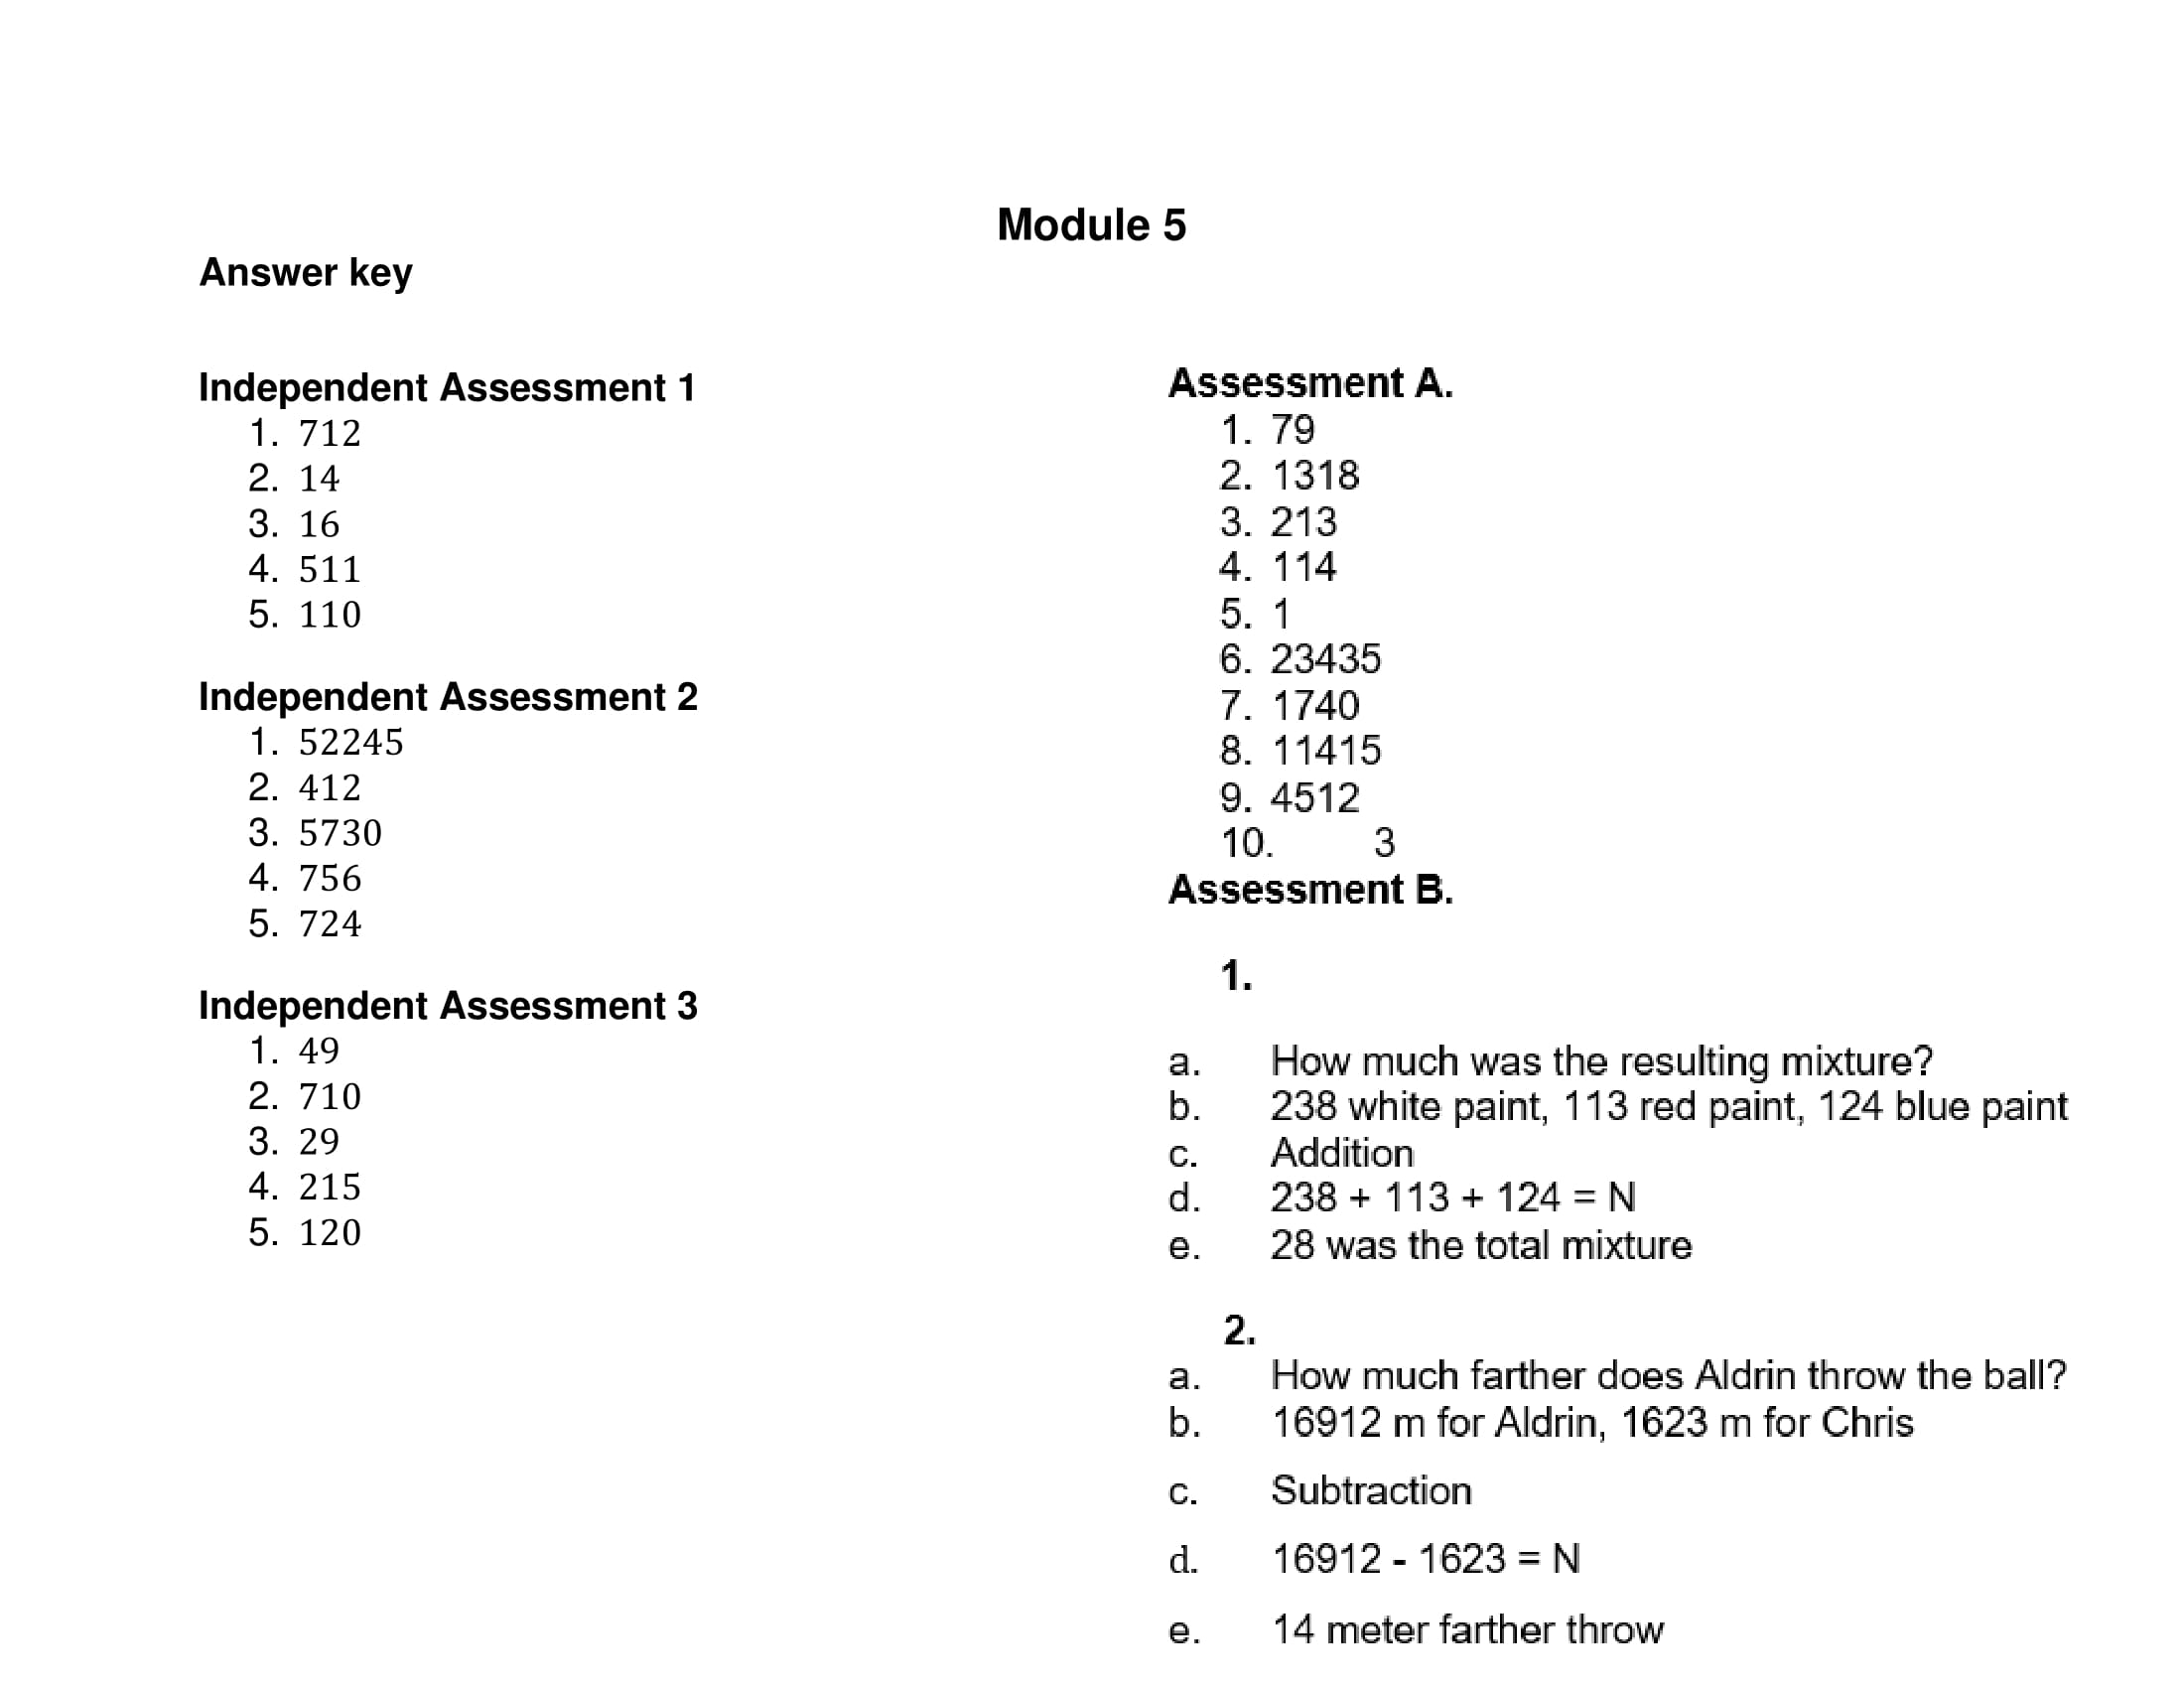 Module 5
Answer key
Independent Assessment 1
1. 712
2. 14
3. 16
4. 511
5. 110
Independent Assessment 2
1. 52245
2. 412
3. 5730
4. 756
5. 724
Independent Assessment 3
1. 49
2. 710
3. 29
4. 215
5. 120
Assessment A.
1. 79
2. 1318
3. 213
4. 114
5. 1
6. 23435
7. 1740
8. 11415
9. 4512
10. 3
Assessment B.
1.
a. How much was the resulting mixture?
b. 238 white paint, 113 red paint, 124 blue paint
c. Addition
d. 238 + 113 + 124 = N
e. 28 was the total mixture
2.
a. How much farther does Aldrin throw the ball?
b. 16912 m for Aldrin, 1623 m for Chris
c. Subtraction
d. 16912 - 1623 = N
e. 14 meter farther throw